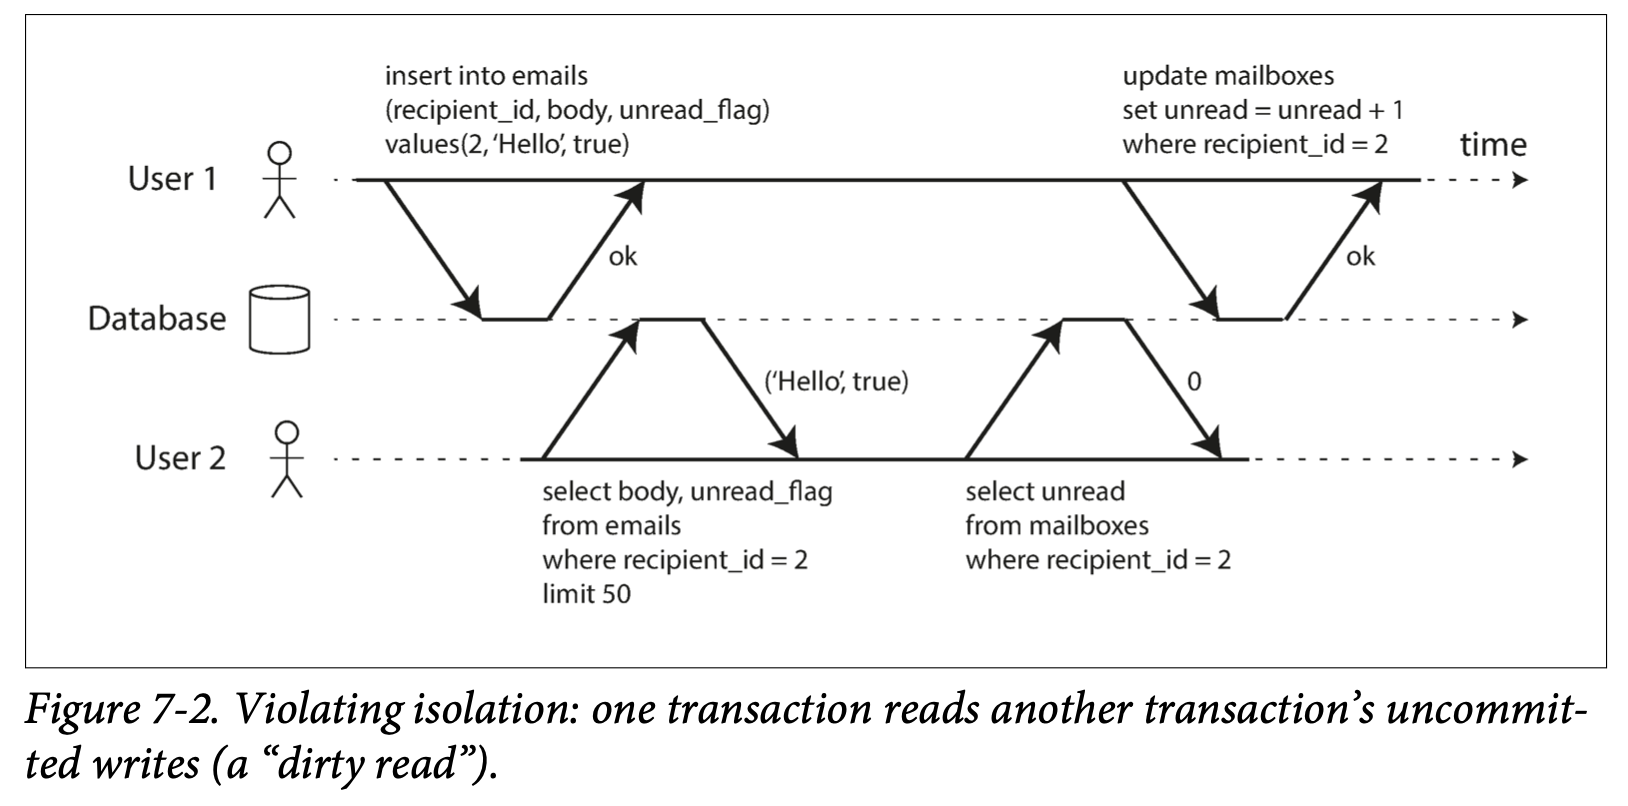 insert into emails
(recipient_id, body, unread_flag)
values(2, ‘Hello’, true)
update mailboxes
set unread = unread + 1
where recipient_id = 2
time
User 1
ok
ok
Database
(‘Hello’, true)
0
User 2
select body, unread_flag
from emails
where recipient_id = 2
limit 50
select unread
from mailboxes
where recipient_id = 2
Figure 7-2. Violating isolation: one transaction reads another transaction’s uncommit-
ted writes (a “dirty read”).